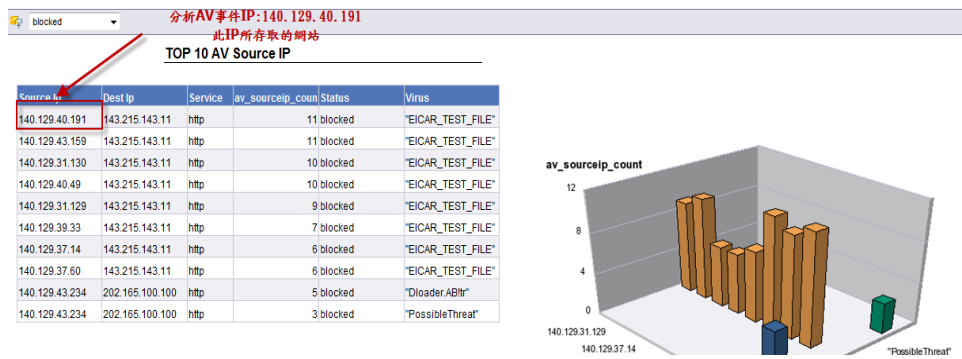 blocked
分析AV事件IP:140.129.40.191
此IP所存取的網站
TOP 10 AV Source IP
Source Ip Dest Ip Service av_sourceip_coun Status Virus
140.129.40.191 143.215.143.11 http 11 blocked "EICAR_TEST_FILE"
140.129.43.159 143.215.143.11 http 11 blocked "EICAR_TEST_FILE"
140.129.31.130 143.215.143.11 http 10 blocked "EICAR_TEST_FILE"
140.129.40.49 143.215.143.11 http 10 blocked "EICAR_TEST_FILE"
140.129.31.129 143.215.143.11 http 9 blocked "EICAR_TEST_FILE"
140.129.39.33 143.215.143.11 http 7 blocked "EICAR_TEST_FILE"
140.129.37.14 143.215.143.11 http 6 blocked "EICAR_TEST_FILE"
140.129.37.60 143.215.143.11 http 6 blocked "EICAR_TEST_FILE"
140.129.43.234 202.165.100.100 http 5 blocked "Dloader.AB!tr"
140.129.43.234 202.165.100.100 http 3 blocked "PossibleThreat"
av_sourceip_count
12
8
4
0
140.129.31.129
140.129.37.14
"PossibleThreat"